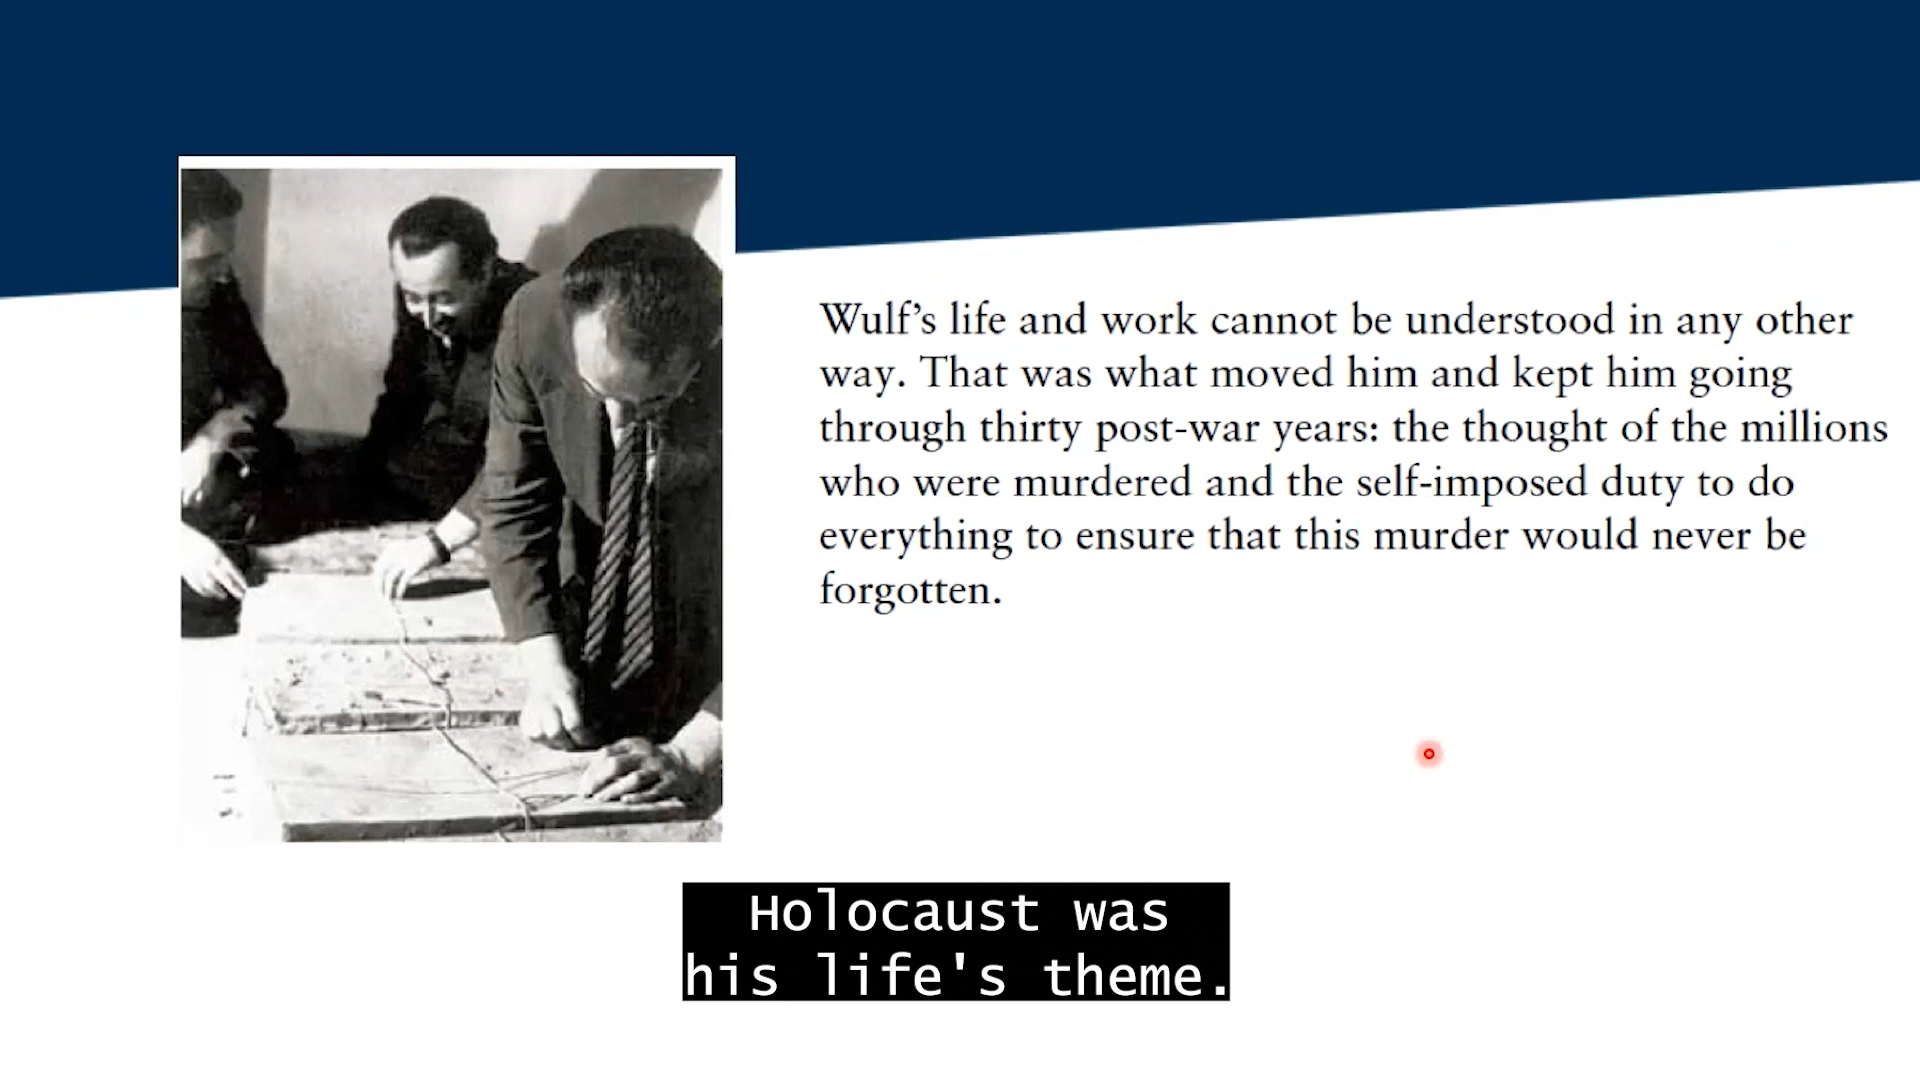 Wulf’s life and work cannot be understood in any other
way. That was what moved him and kept him going
through thirty post-war years: the thought of the millions
who were murdered and the self-imposed duty to do
everything to ensure that this murder would never be
forgotten.
Holocaust was
his life's theme.